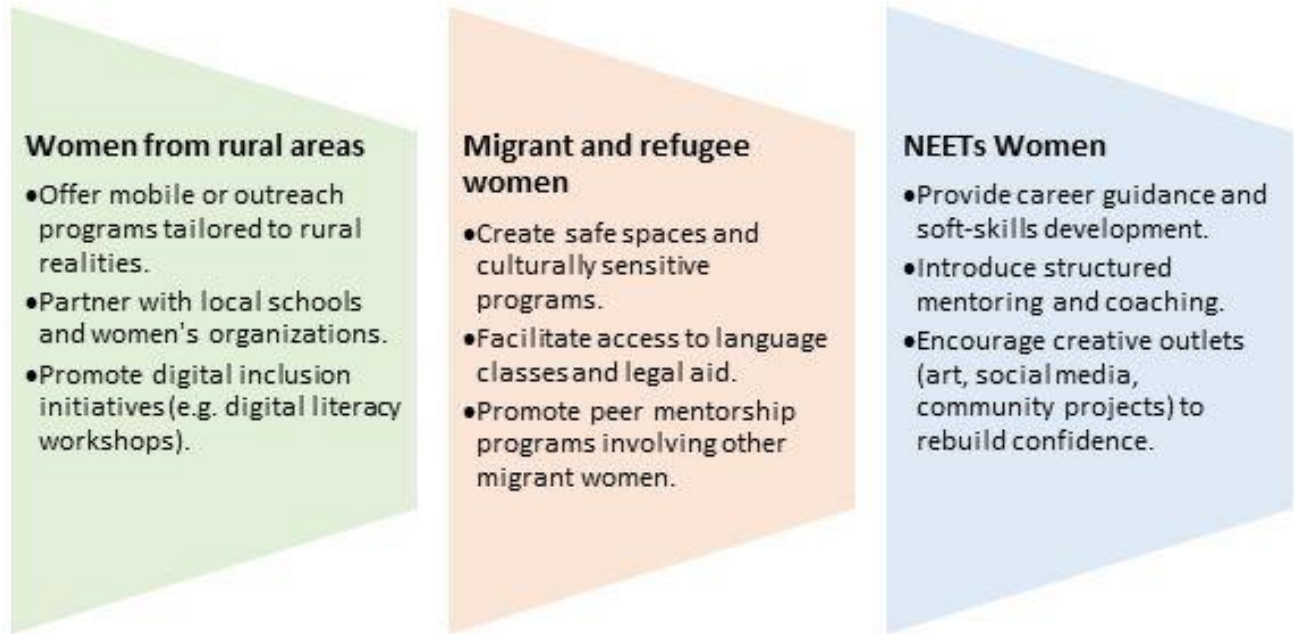 Women from rural areas
•Offer mobile or outreach
programs tailored to rural
realities.
•Partner with local schools
and women's organizations.
•Promote digital inclusion
initiatives (e.g. digital literacy
workshops).
Migrant and refugee
women
•Create safe spaces and
culturally sensitive
programs.
•Facilitate access to language
classes and legal aid.
•Promote peer mentorship
programs involving other
migrant women.
NEETs Women
•Provide career guidance and
soft-skills development.
•Introduce structured
mentoring and coaching.
•Encourage creative outlets
(art, social media,
community projects) to
rebuild confidence.